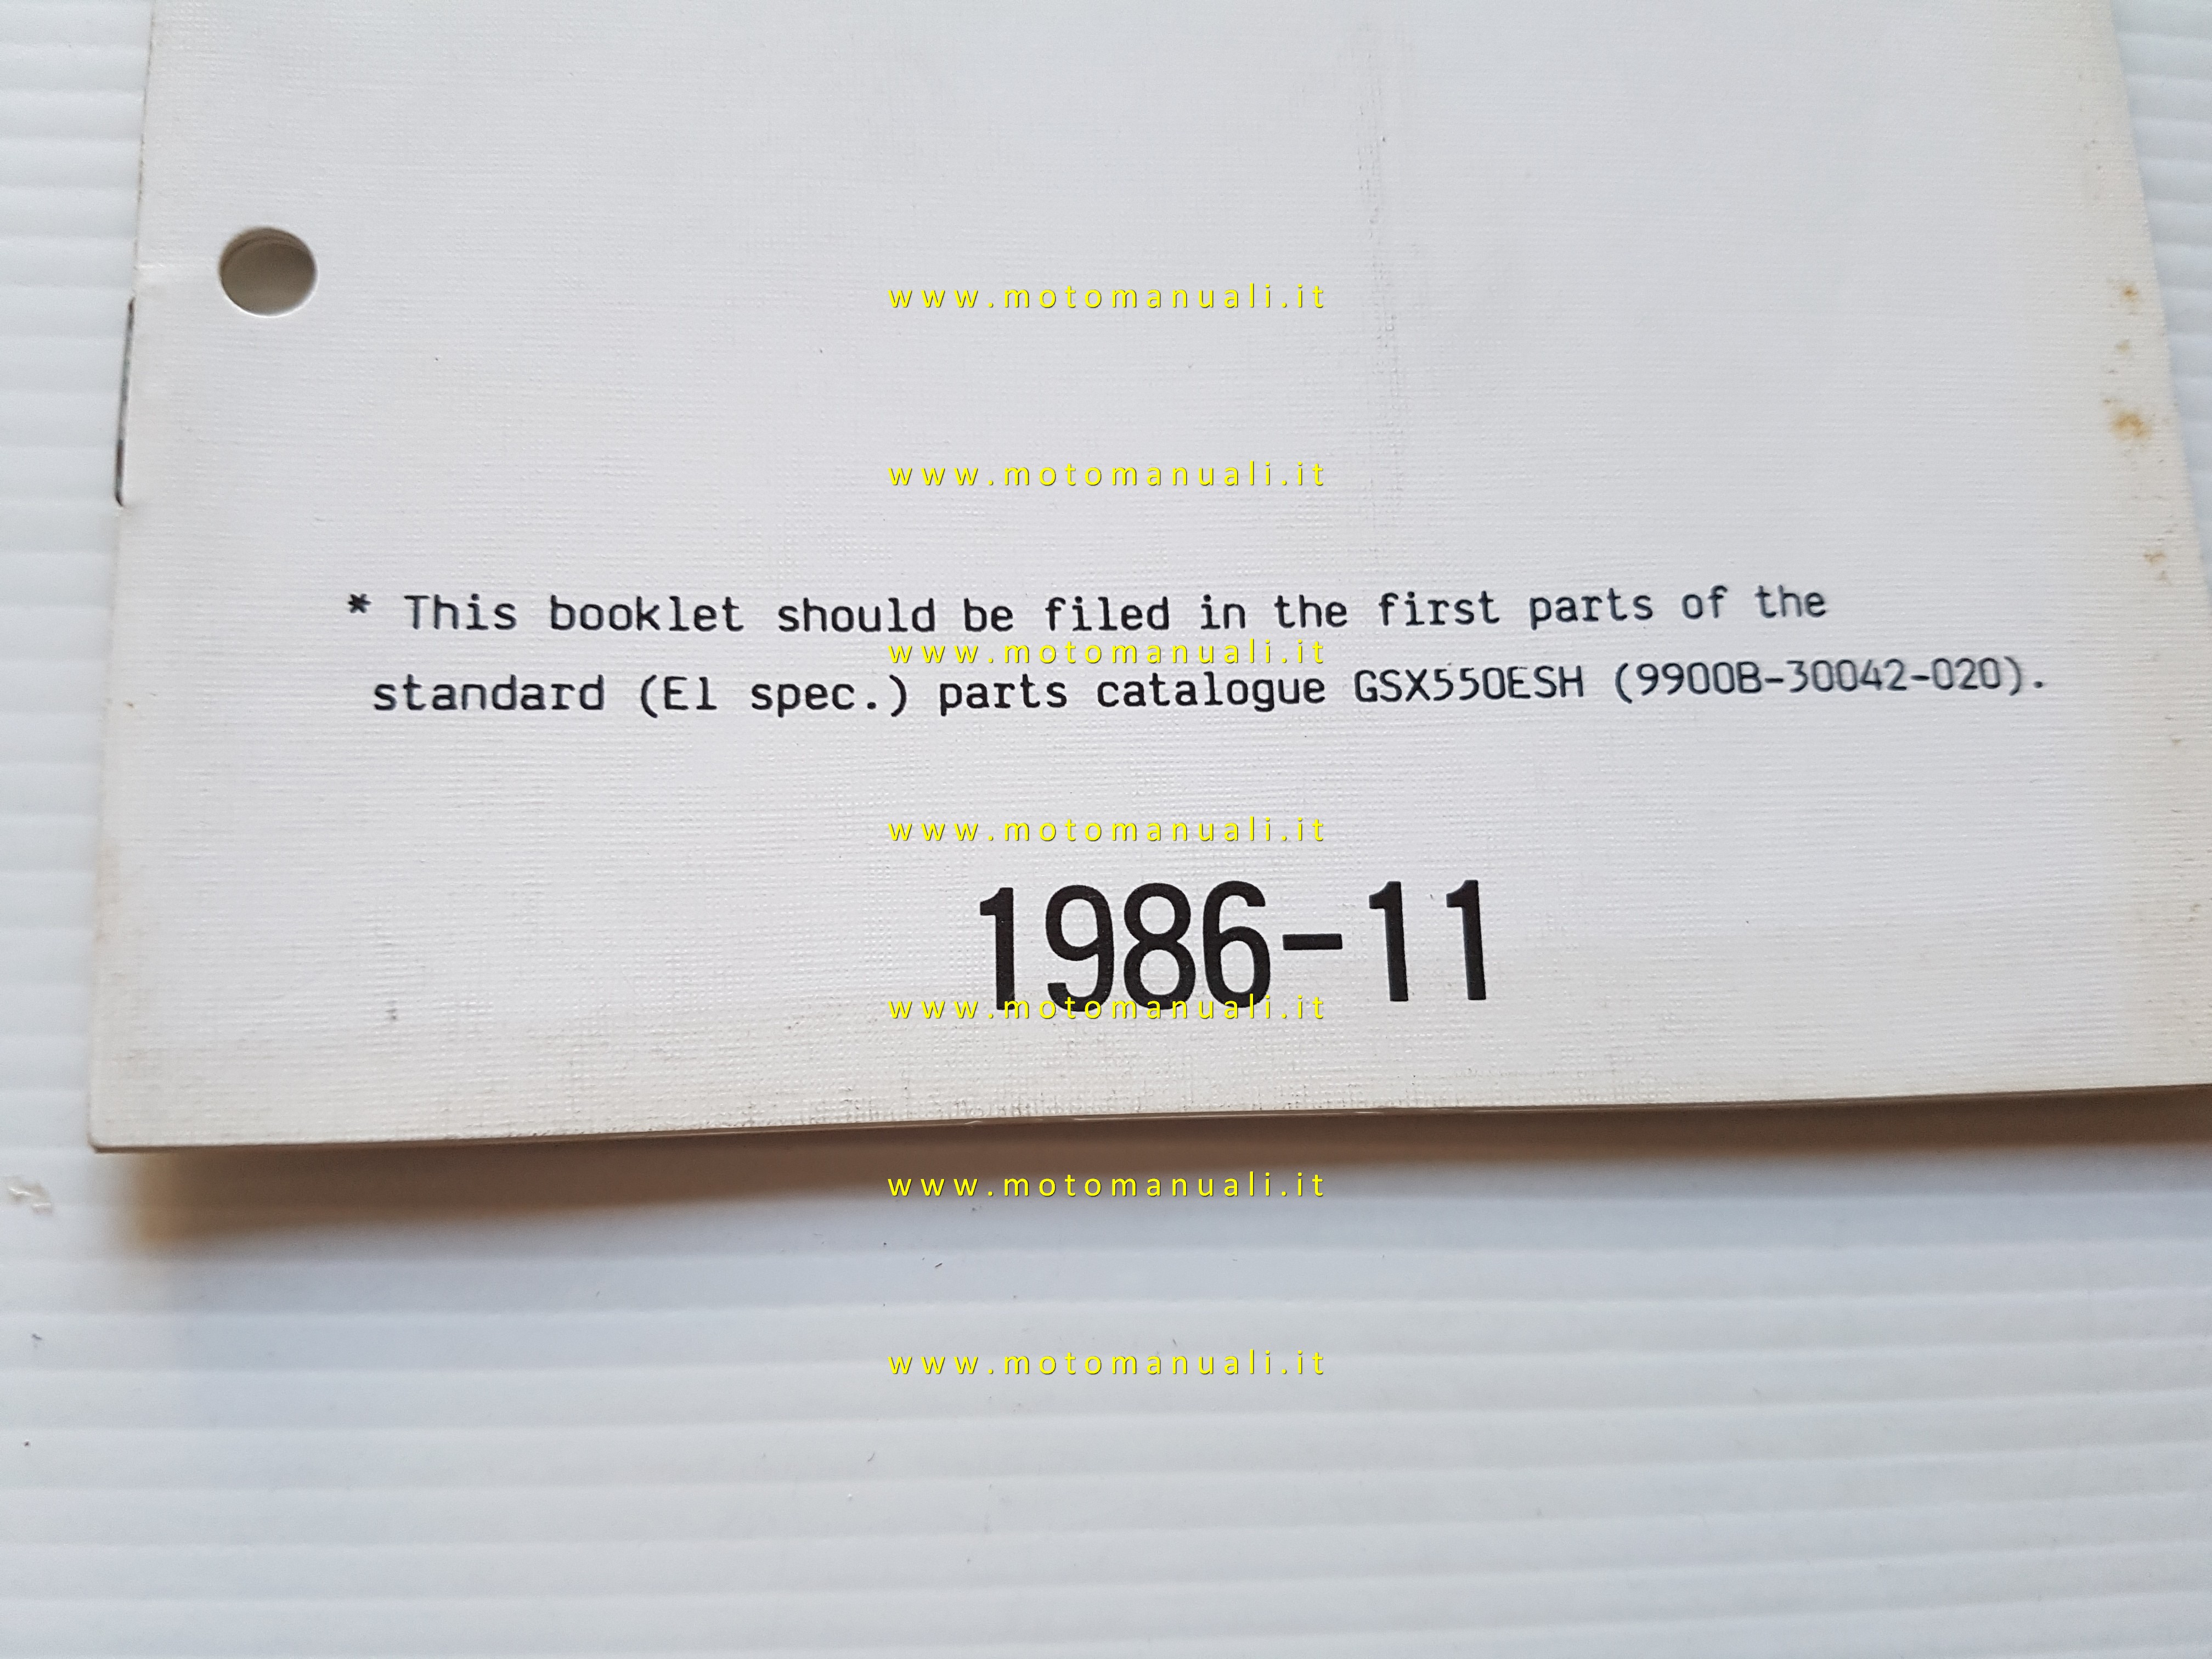 www.motomanuali.it
www.motomanuali.it
* This booklet should be filed in the first parts of the
www.motomanuali.it
standard (E1 spec.) parts catalogue GSX550ESH (9900B-30042-020).
www.motomanuali.it
1986-11
www.motomanuali.it
www.motomanuali.it
www.motomanuali.it